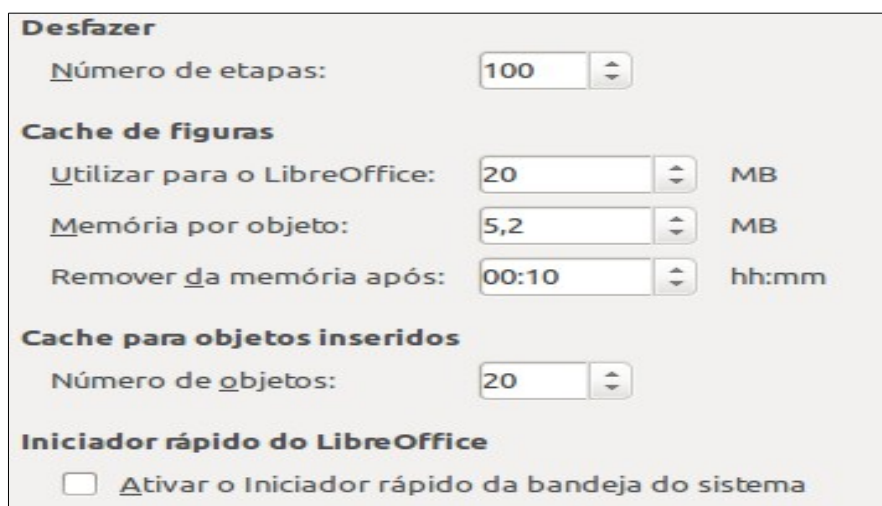 Desfazer
Número de etapas: 100
Cache de figuras
Utilizar para o LibreOffice: 20 MB
Memória por objeto: 5,2 MB
Remover da memória após: 00:10 hh:mm
Cache para objetos inseridos
Número de objetos: 20
Iniciador rápido do LibreOffice
Ativar o Iniciador rápido da bandeja do sistema